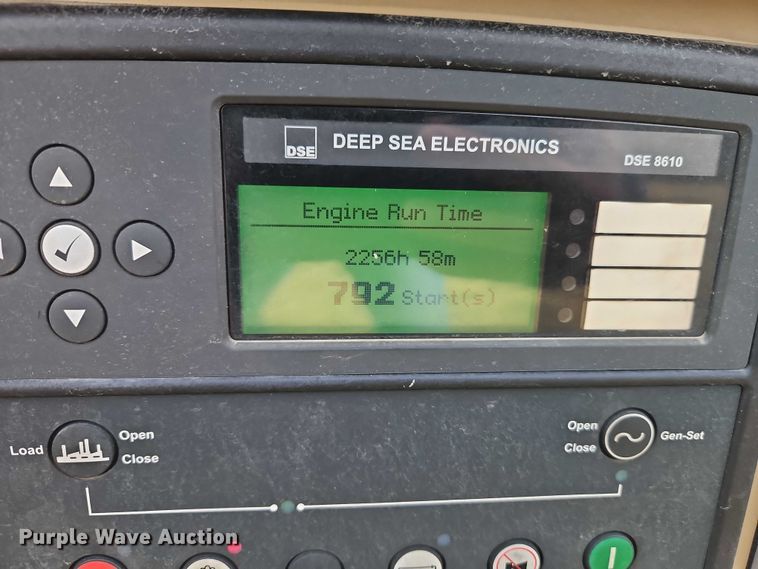 DSE
DEEP SEA ELECTRONICS
DSE 8610
Engine Run Time
2256h 58m
792 Start(s)
Load
Open
Close
Open
Close
Gen-Set
Purple Wave Auction